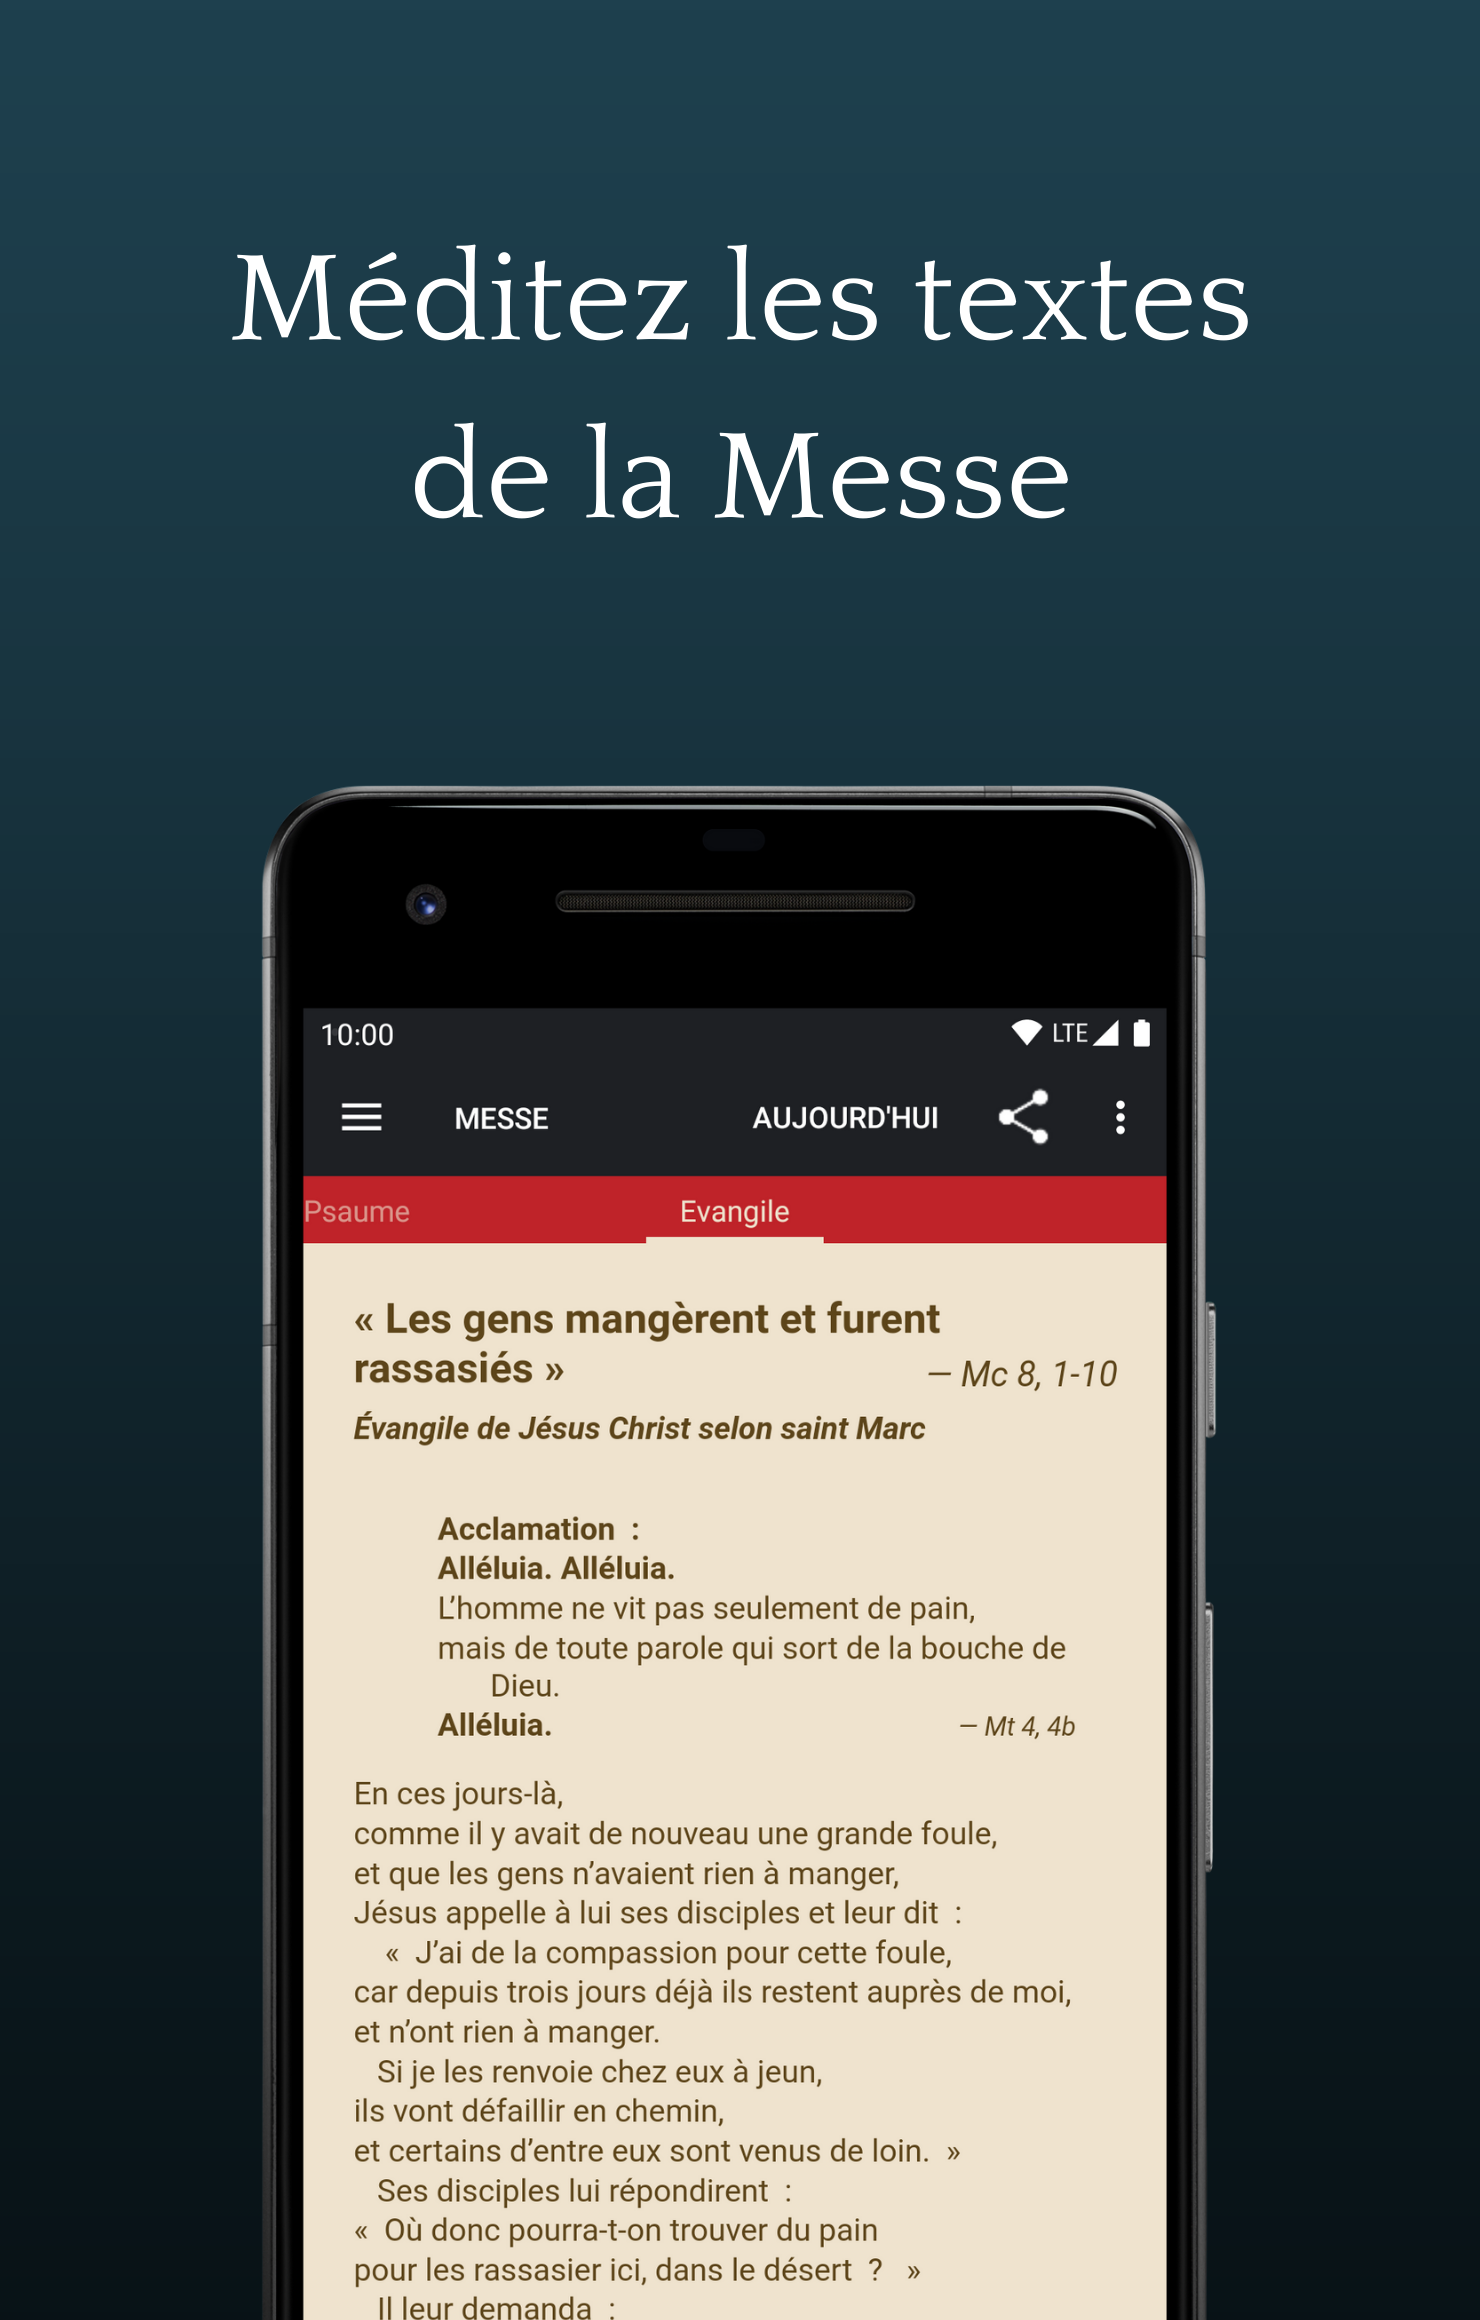 Méditez les textes
de la Messe
10:00 LTE
MESSE AUJOURD'HUI
Psaume Evangile
« Les gens mangèrent et furent
rassasiés » — Mc 8, 1-10
Évangile de Jésus Christ selon saint Marc
Acclamation :
Alléluia. Alléluia.
L’homme ne vit pas seulement de pain,
mais de toute parole qui sort de la bouche de
Dieu.
Alléluia. — Mt 4, 4b
En ces jours-là,
comme il y avait de nouveau une grande foule,
et que les gens n’avaient rien à manger,
Jésus appelle à lui ses disciples et leur dit :
« J’ai de la compassion pour cette foule,
car depuis trois jours déjà ils restent auprès de moi,
et n’ont rien à manger.
Si je les renvoie chez eux à jeun,
ils vont défaillir en chemin,
et certains d’entre eux sont venus de loin. »
Ses disciples lui répondirent :
« Où donc pourra-t-on trouver du pain
pour les rassasier ici, dans le désert ? »
Il leur demanda :